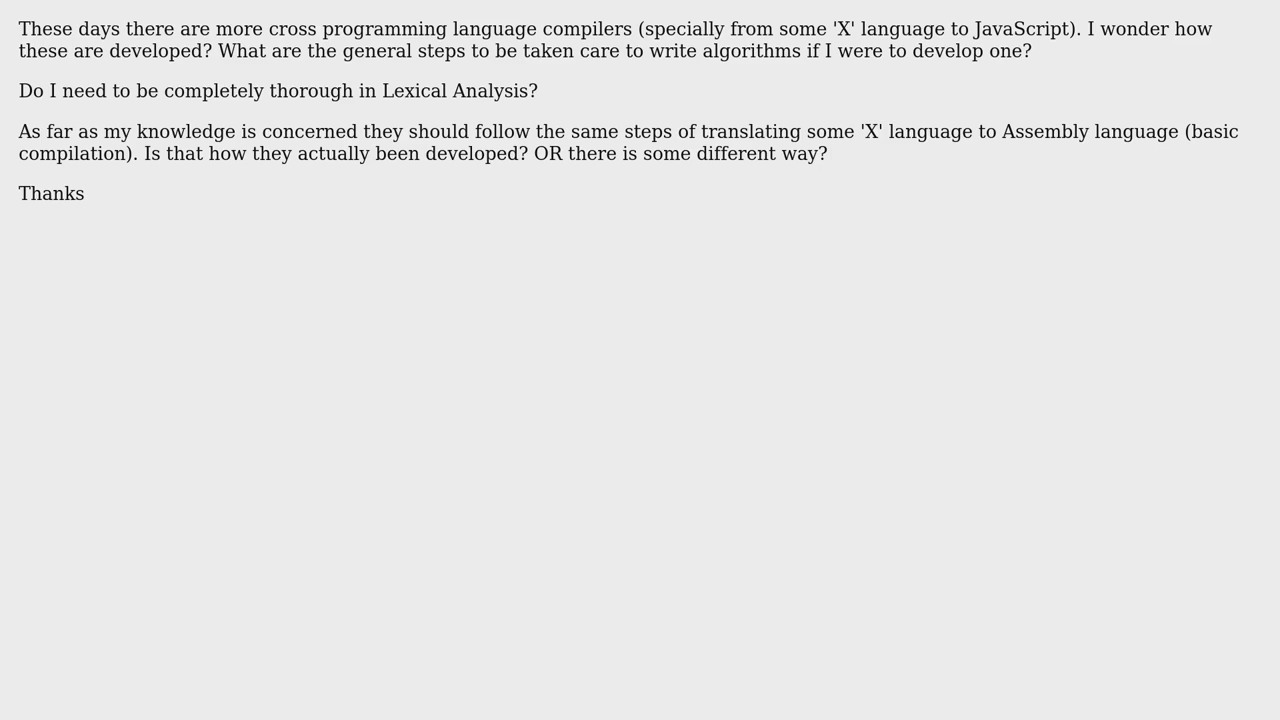 These days there are more cross programming language compilers (specially from some 'X' language to JavaScript). I wonder how
these are developed? What are the general steps to be taken care to write algorithms if I were to develop one?
Do I need to be completely thorough in Lexical Analysis?
As far as my knowledge is concerned they should follow the same steps of translating some 'X' language to Assembly language (basic
compilation). Is that how they actually been developed? OR there is some different way?
Thanks